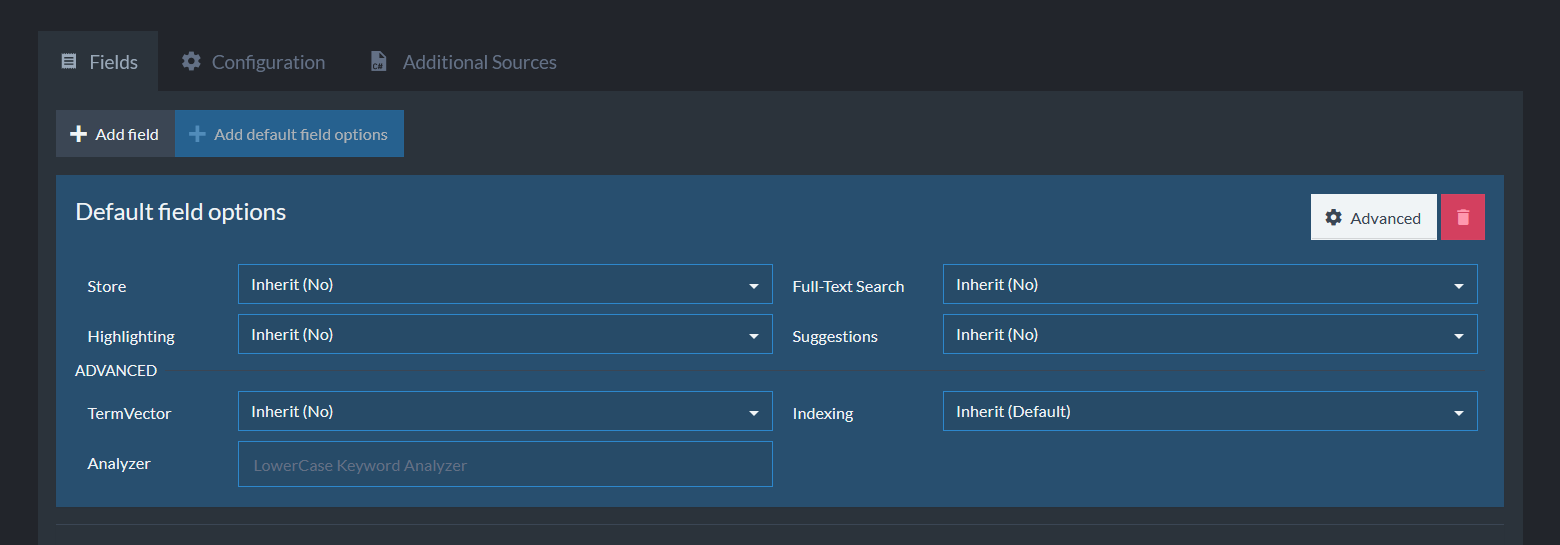 Fields Configuration C# Additional Sources
Add field Add default field options
Default field options Advanced
Store Inherit (No) Full-Text Search Inherit (No)
Highlighting Inherit (No) Suggestions Inherit (No)
ADVANCED
TermVector Inherit (No) Indexing Inherit (Default)
Analyzer LowerCase Keyword Analyzer